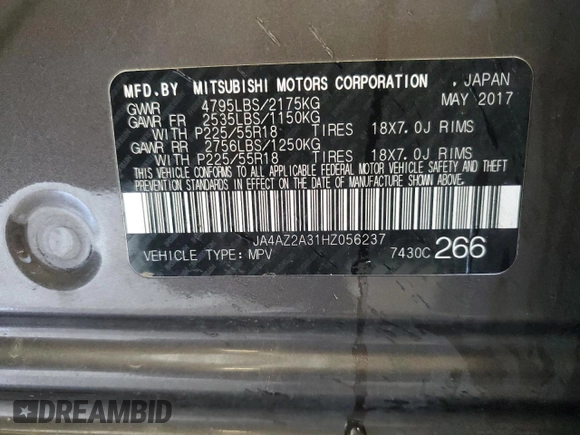 MFD.BY MITSUBISHI MOTORS CORPORATION , JAPAN
GVWR 4795LBS/2175KG MAY 2017
GAWR FR 2535LBS/1150KG
WITH P225/55R18 TIRES 18X7.0J RIMS
GAWR RR 2756LBS/1250KG
WITH P225/55R18 TIRES 18X7.0J RIMS
THIS VEHICLE CONFORMS TO ALL APPLICABLE FEDERAL MOTOR VEHICLE SAFETY AND THEFT
PREVENTION STANDARDS IN EFFECT ON THE DATE OF MANUFACTURE SHOWN ABOVE.
JA4AZ2A31HZ056237
VEHICLE TYPE:MPV 7430C 266
DREAMBID